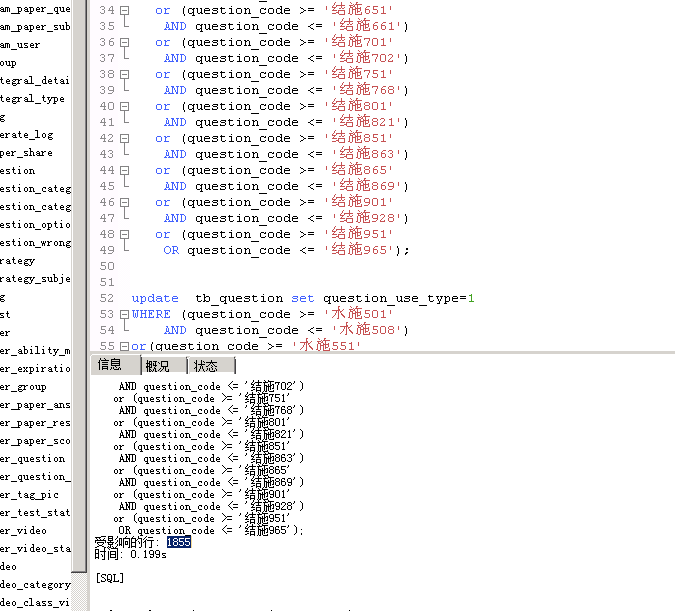 am_paper_que
am_paper_sub
am_user
oup
tegral_detai
tegral_type
g
erate_log
per_share
estion
estion_categ
estion_categ
estion_optio
estion_wrong
rategy
rategy_subje
g
st
er
er_ability_m
er_expiratio
er_group
er_paper_ans
er_paper_res
er_paper_sco
er_question
er_question_
er_tag_pic
er_test_stat
er_video
er_video_sta
deo
deo_category
deo_class_vi
34 or (question_code >= '结施651'
35 AND question_code <= '结施661')
36 or (question_code >= '结施701'
37 AND question_code <= '结施702')
38 or (question_code >= '结施751'
39 AND question_code <= '结施768')
40 or (question_code >= '结施801'
41 AND question_code <= '结施821')
42 or (question_code >= '结施851'
43 AND question_code <= '结施863')
44 or (question_code >= '结施865'
45 AND question_code <= '结施869')
46 or (question_code >= '结施901'
47 AND question_code <= '结施928')
48 or (question_code >= '结施951'
49 OR question_code <= '结施965');
50
51
52 update tb_question set question_use_type=1
53 WHERE (question_code >= '水施501'
54 AND question_code <= '水施508')
55 or(question_code >= '水施551'
信息 概况 状态
AND question_code <= '结施702')
or (question_code >= '结施751'
AND question_code <= '结施768')
or (question_code >= '结施801'
AND question_code <= '结施821')
or (question_code >= '结施851'
AND question_code <= '结施863')
or (question_code >= '结施865'
AND question_code <= '结施869')
or (question_code >= '结施901'
AND question_code <= '结施928')
or (question_code >= '结施951'
OR question_code <= '结施965');
受影响的行: 1855
时间: 0.199s
[SQL]